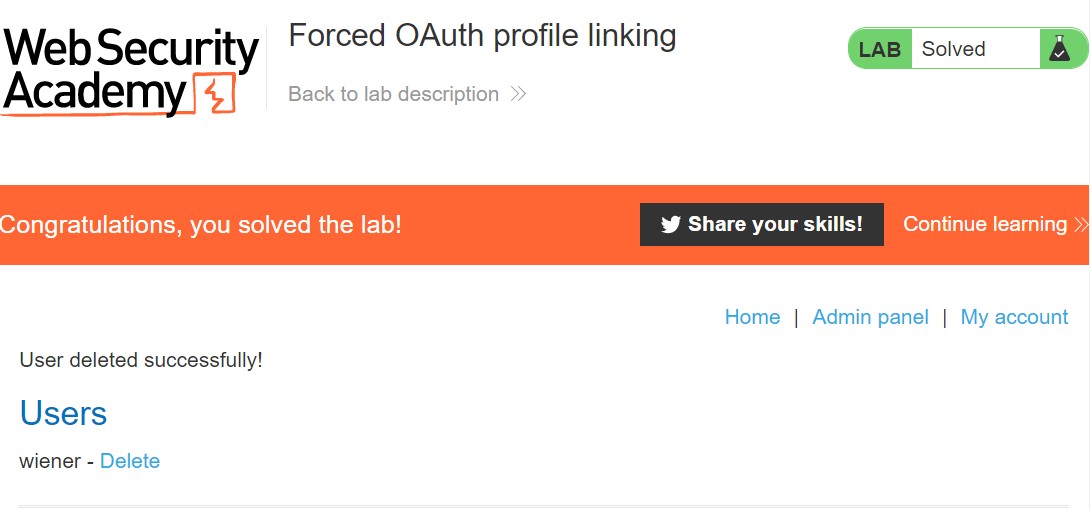 Web Security
Academy
Forced OAuth profile linking
Back to lab description
LAB Solved
Congratulations, you solved the lab!
Share your skills!
Continue learning
Home | Admin panel | My account
User deleted successfully!
Users
wiener - Delete